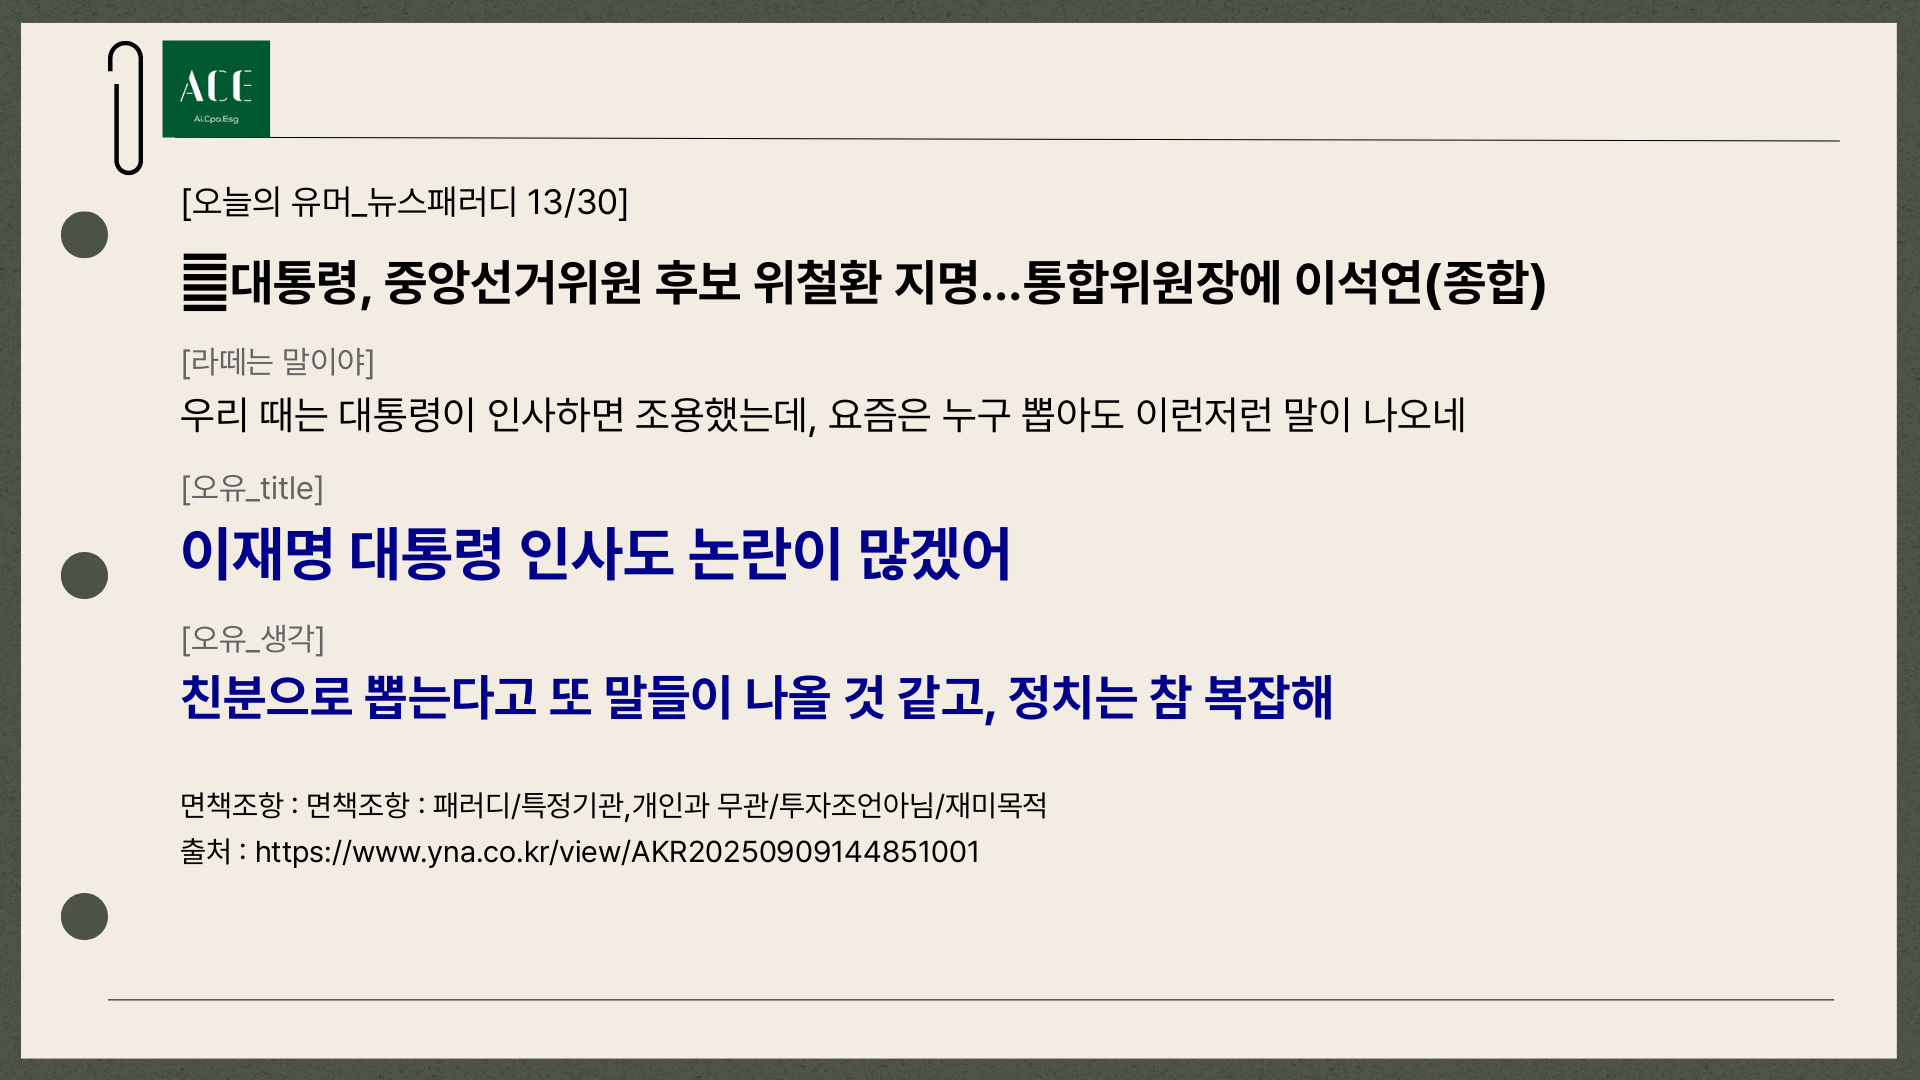 ACE
Ai.Cpa.Esg
[오늘의 유머_뉴스패러디 13/30]
대통령, 중앙선거위원 후보 위철환 지명…통합위원장에 이석연(종합)
[라떼는 말이야]
우리 때는 대통령이 인사하면 조용했는데, 요즘은 누구 뽑아도 이런저런 말이 나오네
[오유_title]
이재명 대통령 인사도 논란이 많겠어
[오유_생각]
친분으로 뽑는다고 또 말들이 나올 것 같고, 정치는 참 복잡해
면책조항 : 면책조항 : 패러디/특정기관,개인과 무관/투자조언아님/재미목적
출처 : https://www.yna.co.kr/view/AKR20250909144851001